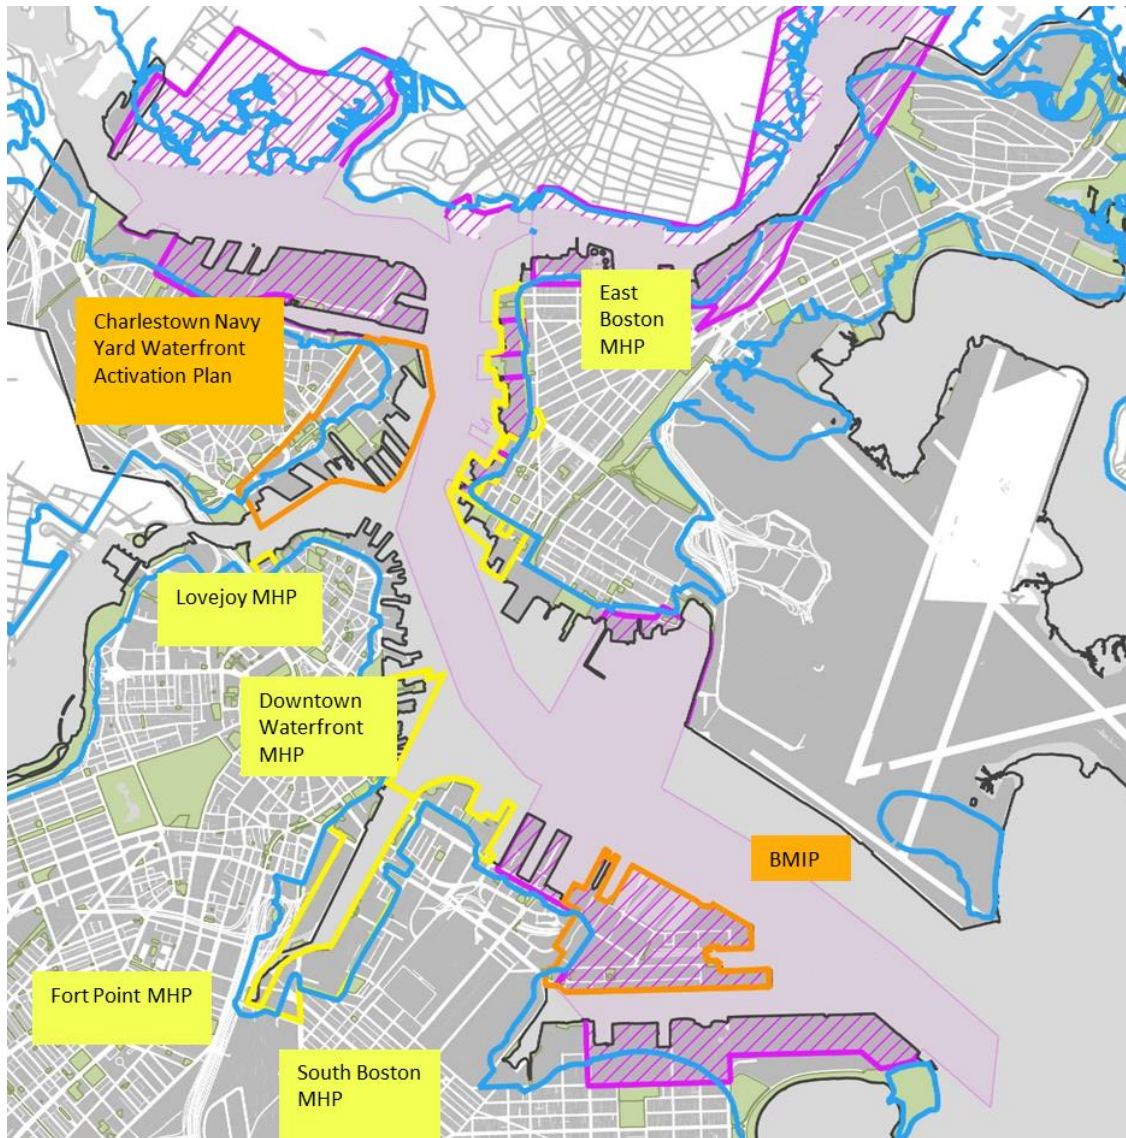 East
Boston
MHP
Charlestown Navy
Yard Waterfront
Activation Plan
Lovejoy MHP
Downtown
Waterfront
MHP
BMIP
Fort Point MHP
South Boston
MHP